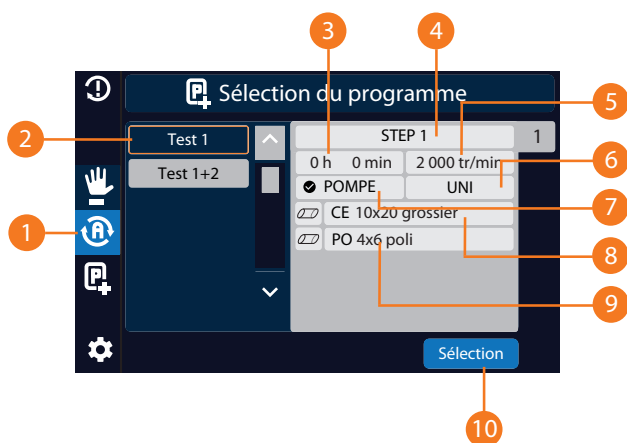 3
4
Sélection du programme
5
2
Test 1
STEP 1
1
0 h 0 min
2 000 tr/min
6
Test 1+2
POMPE
UNI
7
1
A
CE 10x20 grossier
8
PO 4x6 poli
P
9
Sélection
10